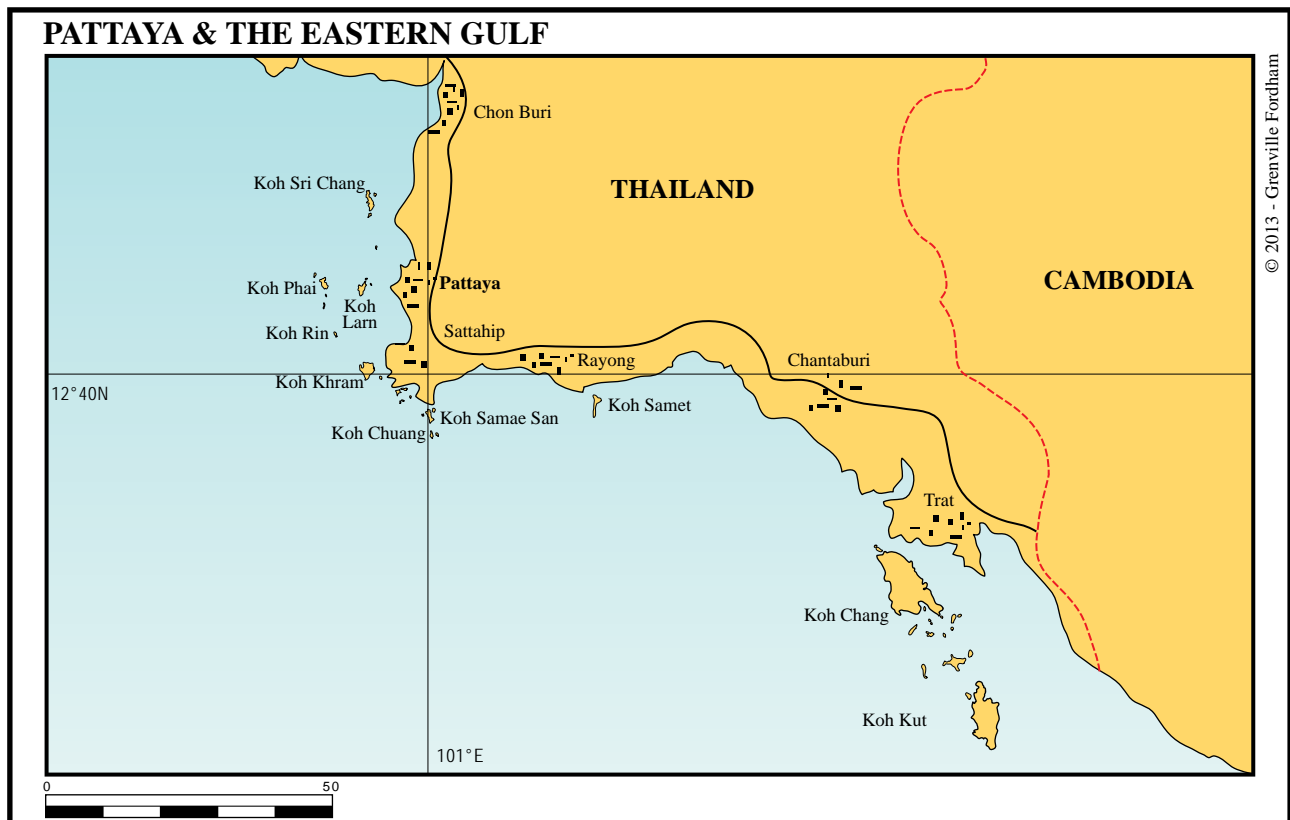 PATTAYA & THE EASTERN GULF
© 2013 - Grenville Fordham
Chon Buri
Koh Sri Chang
THAILAND
CAMBODIA
Koh Phai
Koh
Larn
Pattaya
Koh Rin
Sattahip
Rayong
Chantaburi
Koh Khram
12°40N
Koh Samet
Koh Samae San
Koh Chuang
Trat
Koh Chang
Koh Kut
101°E
0
50